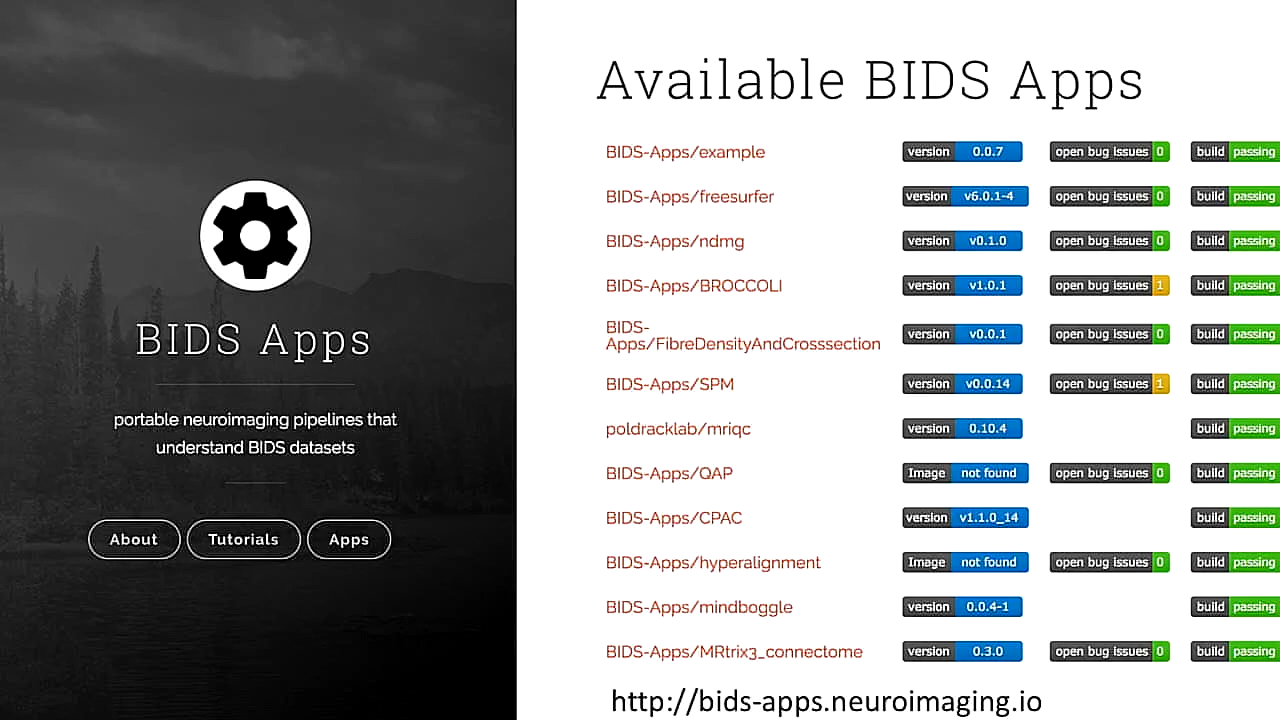 BIDS Apps
portable neuroimaging pipelines that
understand BIDS datasets
About Tutorials Apps
Available BIDS Apps
BIDS-Apps/example version 0.0.7 open bug issues 0 build passing
BIDS-Apps/freesurfer version v6.0.1-4 open bug issues 0 build passing
BIDS-Apps/ndmg version v0.1.0 open bug issues 0 build passing
BIDS-Apps/BROCCOLI version v1.0.1 open bug issues 1 build passing
BIDS-
Apps/FibreDensityAndCrosssection version v0.0.1 open bug issues 0 build passing
BIDS-Apps/SPM version v0.0.14 open bug issues 1 build passing
poldracklab/mriqc version 0.10.4 build passing
BIDS-Apps/QAP Image not found open bug issues 0 build passing
BIDS-Apps/CPAC version v1.1.0_14 build passing
BIDS-Apps/hyperalignment Image not found open bug issues 0 build passing
BIDS-Apps/mindboggle version 0.0.4-1 build passing
BIDS-Apps/MRtrix3_connectome version 0.3.0 open bug issues 0 build passing
http://bids-apps.neuroimaging.io